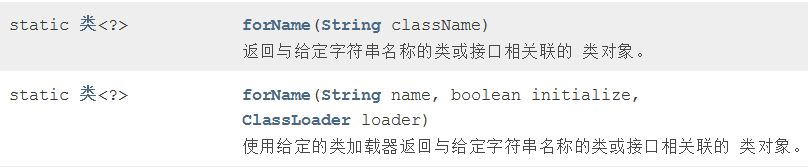 static 类<?> forName(String className)
返回与给定字符串名称的类或接口相关联的 类对象。
static 类<?> forName(String name, boolean initialize,
ClassLoader loader)
使用给定的类加载器返回与给定字符串名称的类或接口相关联的 类对象。